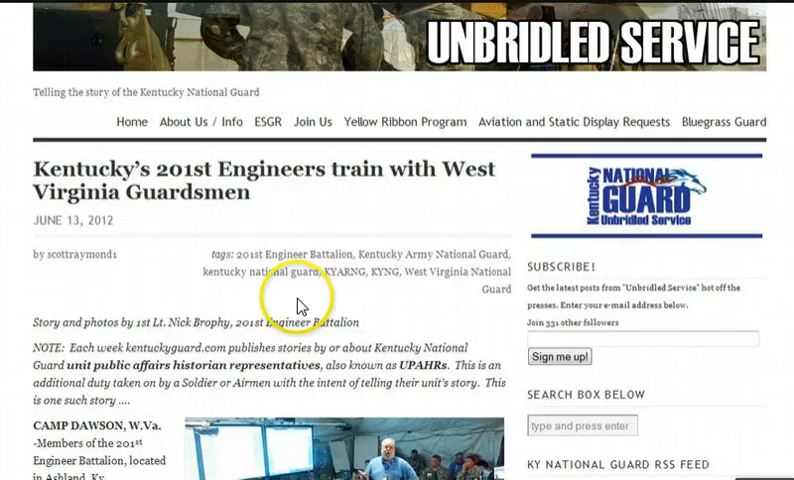 UNBRIDLED SERVICE
Telling the story of the Kentucky National Guard
Home About Us / Info ESGR Join Us Yellow Ribbon Program Aviation and Static Display Requests Bluegrass Guard
Kentucky's 201st Engineers train with West
Virginia Guardsmen
JUNE 13, 2012
by scottraymond1
tags: 201st Engineer Battalion, Kentucky Army National Guard,
kentucky national guard, KYARNG, KYNG, West Virginia National
Guard
Story and photos by 1st Lt. Nick Brophy, 201st Engineer Battalion
NOTE: Each week kentuckyguard.com publishes stories by or about Kentucky National
Guard unit public affairs historian representatives, also known as UPAHRs. This is an
additional duty taken on by a Soldier or Airmen with the intent of telling their unit's story. This
is one such story ....
CAMP DAWSON, W.Va.
-Members of the 201st
Engineer Battalion, located
in Ashland, Ky.
Kentucky
NATIONAL
GUARD
Unbridled Service
SUBSCRIBE!
Get the latest posts from "Unbridled Service" hot off the
presses. Enter your e-mail address below.
Join 331 other followers
Sign me up!
SEARCH BOX BELOW
type and press enter
KY NATIONAL GUARD RSS FEED